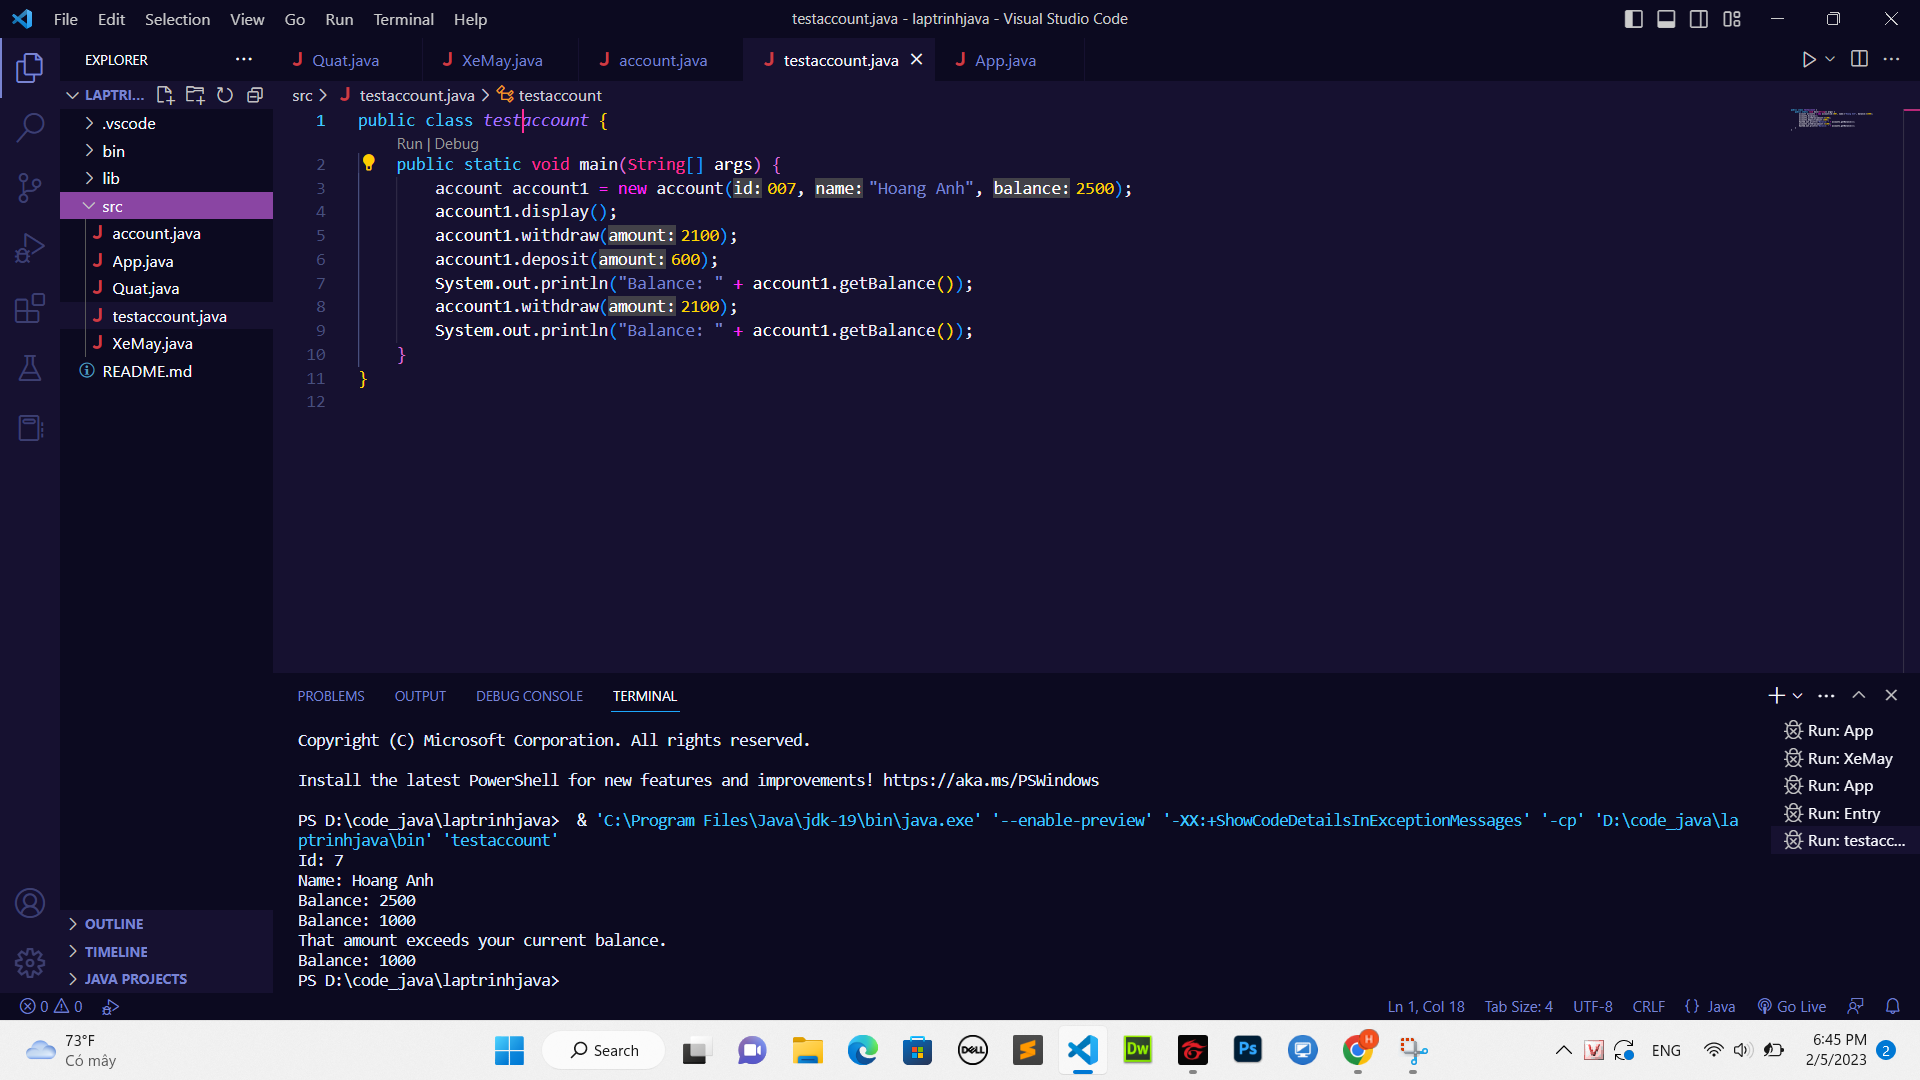 File Edit Selection View Go Run Terminal Help
testaccount.java - laptrinhjava - Visual Studio Code
EXPLORER
Quat.java XeMay.java account.java testaccount.java App.java
LAPTRI...
.vscode
bin
lib
src
account.java
App.java
Quat.java
testaccount.java
XeMay.java
README.md
OUTLINE
TIMELINE
JAVA PROJECTS
src > testaccount.java > testaccount
1 public class testaccount {
Run | Debug
2 public static void main(String[] args) {
3 account account1 = new account(id: 007, name: "Hoang Anh", balance: 2500);
4 account1.display();
5 account1.withdraw(amount: 2100);
6 account1.deposit(amount: 600);
7 System.out.println("Balance: " + account1.getBalance());
8 account1.withdraw(amount: 2100);
9 System.out.println("Balance: " + account1.getBalance());
10 }
11 }
12
PROBLEMS OUTPUT DEBUG CONSOLE TERMINAL
Copyright (C) Microsoft Corporation. All rights reserved.
Install the latest PowerShell for new features and improvements! https://aka.ms/PSWindows
PS D:\code_java\laptrinhjava> & 'C:\Program Files\Java\jdk-19\bin\java.exe' '--enable-preview' '-XX:+ShowCodeDetailsInExceptionMessages' '-cp' 'D:\code_java\la
ptrinhjava\bin' 'testaccount'
Id: 7
Name: Hoang Anh
Balance: 2500
Balance: 1000
That amount exceeds your current balance.
Balance: 1000
PS D:\code_java\laptrinhjava>
Run: App
Run: XeMay
Run: App
Run: Entry
Run: testacc...
0 0
Ln 1, Col 18 Tab Size: 4 UTF-8 CRLF {} Java Go Live
73°F
Có mây
Search
DELL
Dw
Ps
H
V
ENG
6:45 PM
2/5/2023
2